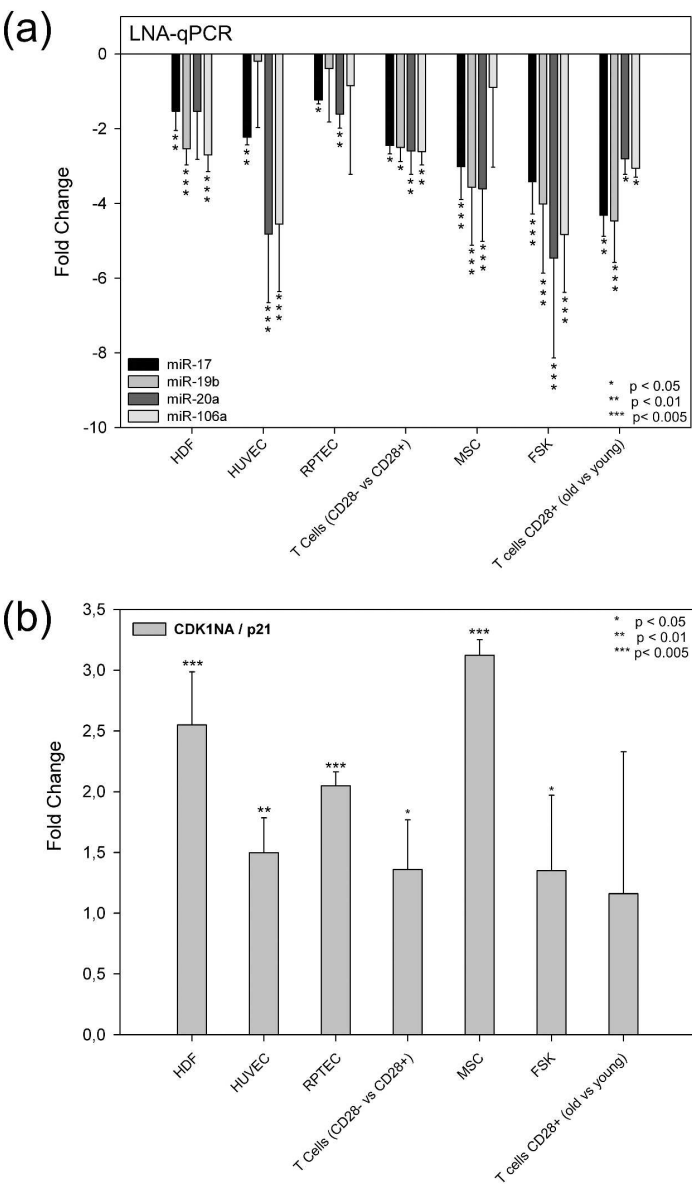 (a)
LNA-qPCR
Fold Change
0
-2
-4
-6
-8
-10
** *** ***
** *** ***
* **
** ** ** **
*** *** ***
*** *** *** ***
** *** * *
miR-17
miR-19b
miR-20a
miR-106a
* p < 0.05
** p < 0.01
*** p< 0.005
HDF
HUVEC
RPTEC
T Cells (CD28- vs CD28+)
MSC
FSK
T cells CD28+ (old vs young)
(b)
CDK1NA / p21
Fold Change
3,5
3,0
2,5
2,0
1,5
1,0
0,5
0,0
***
**
***
*
***
*
* p < 0.05
** p < 0.01
*** p< 0.005
HDF
HUVEC
RPTEC
T Cells (CD28- vs CD28+)
MSC
FSK
T cells CD28+ (old vs young)